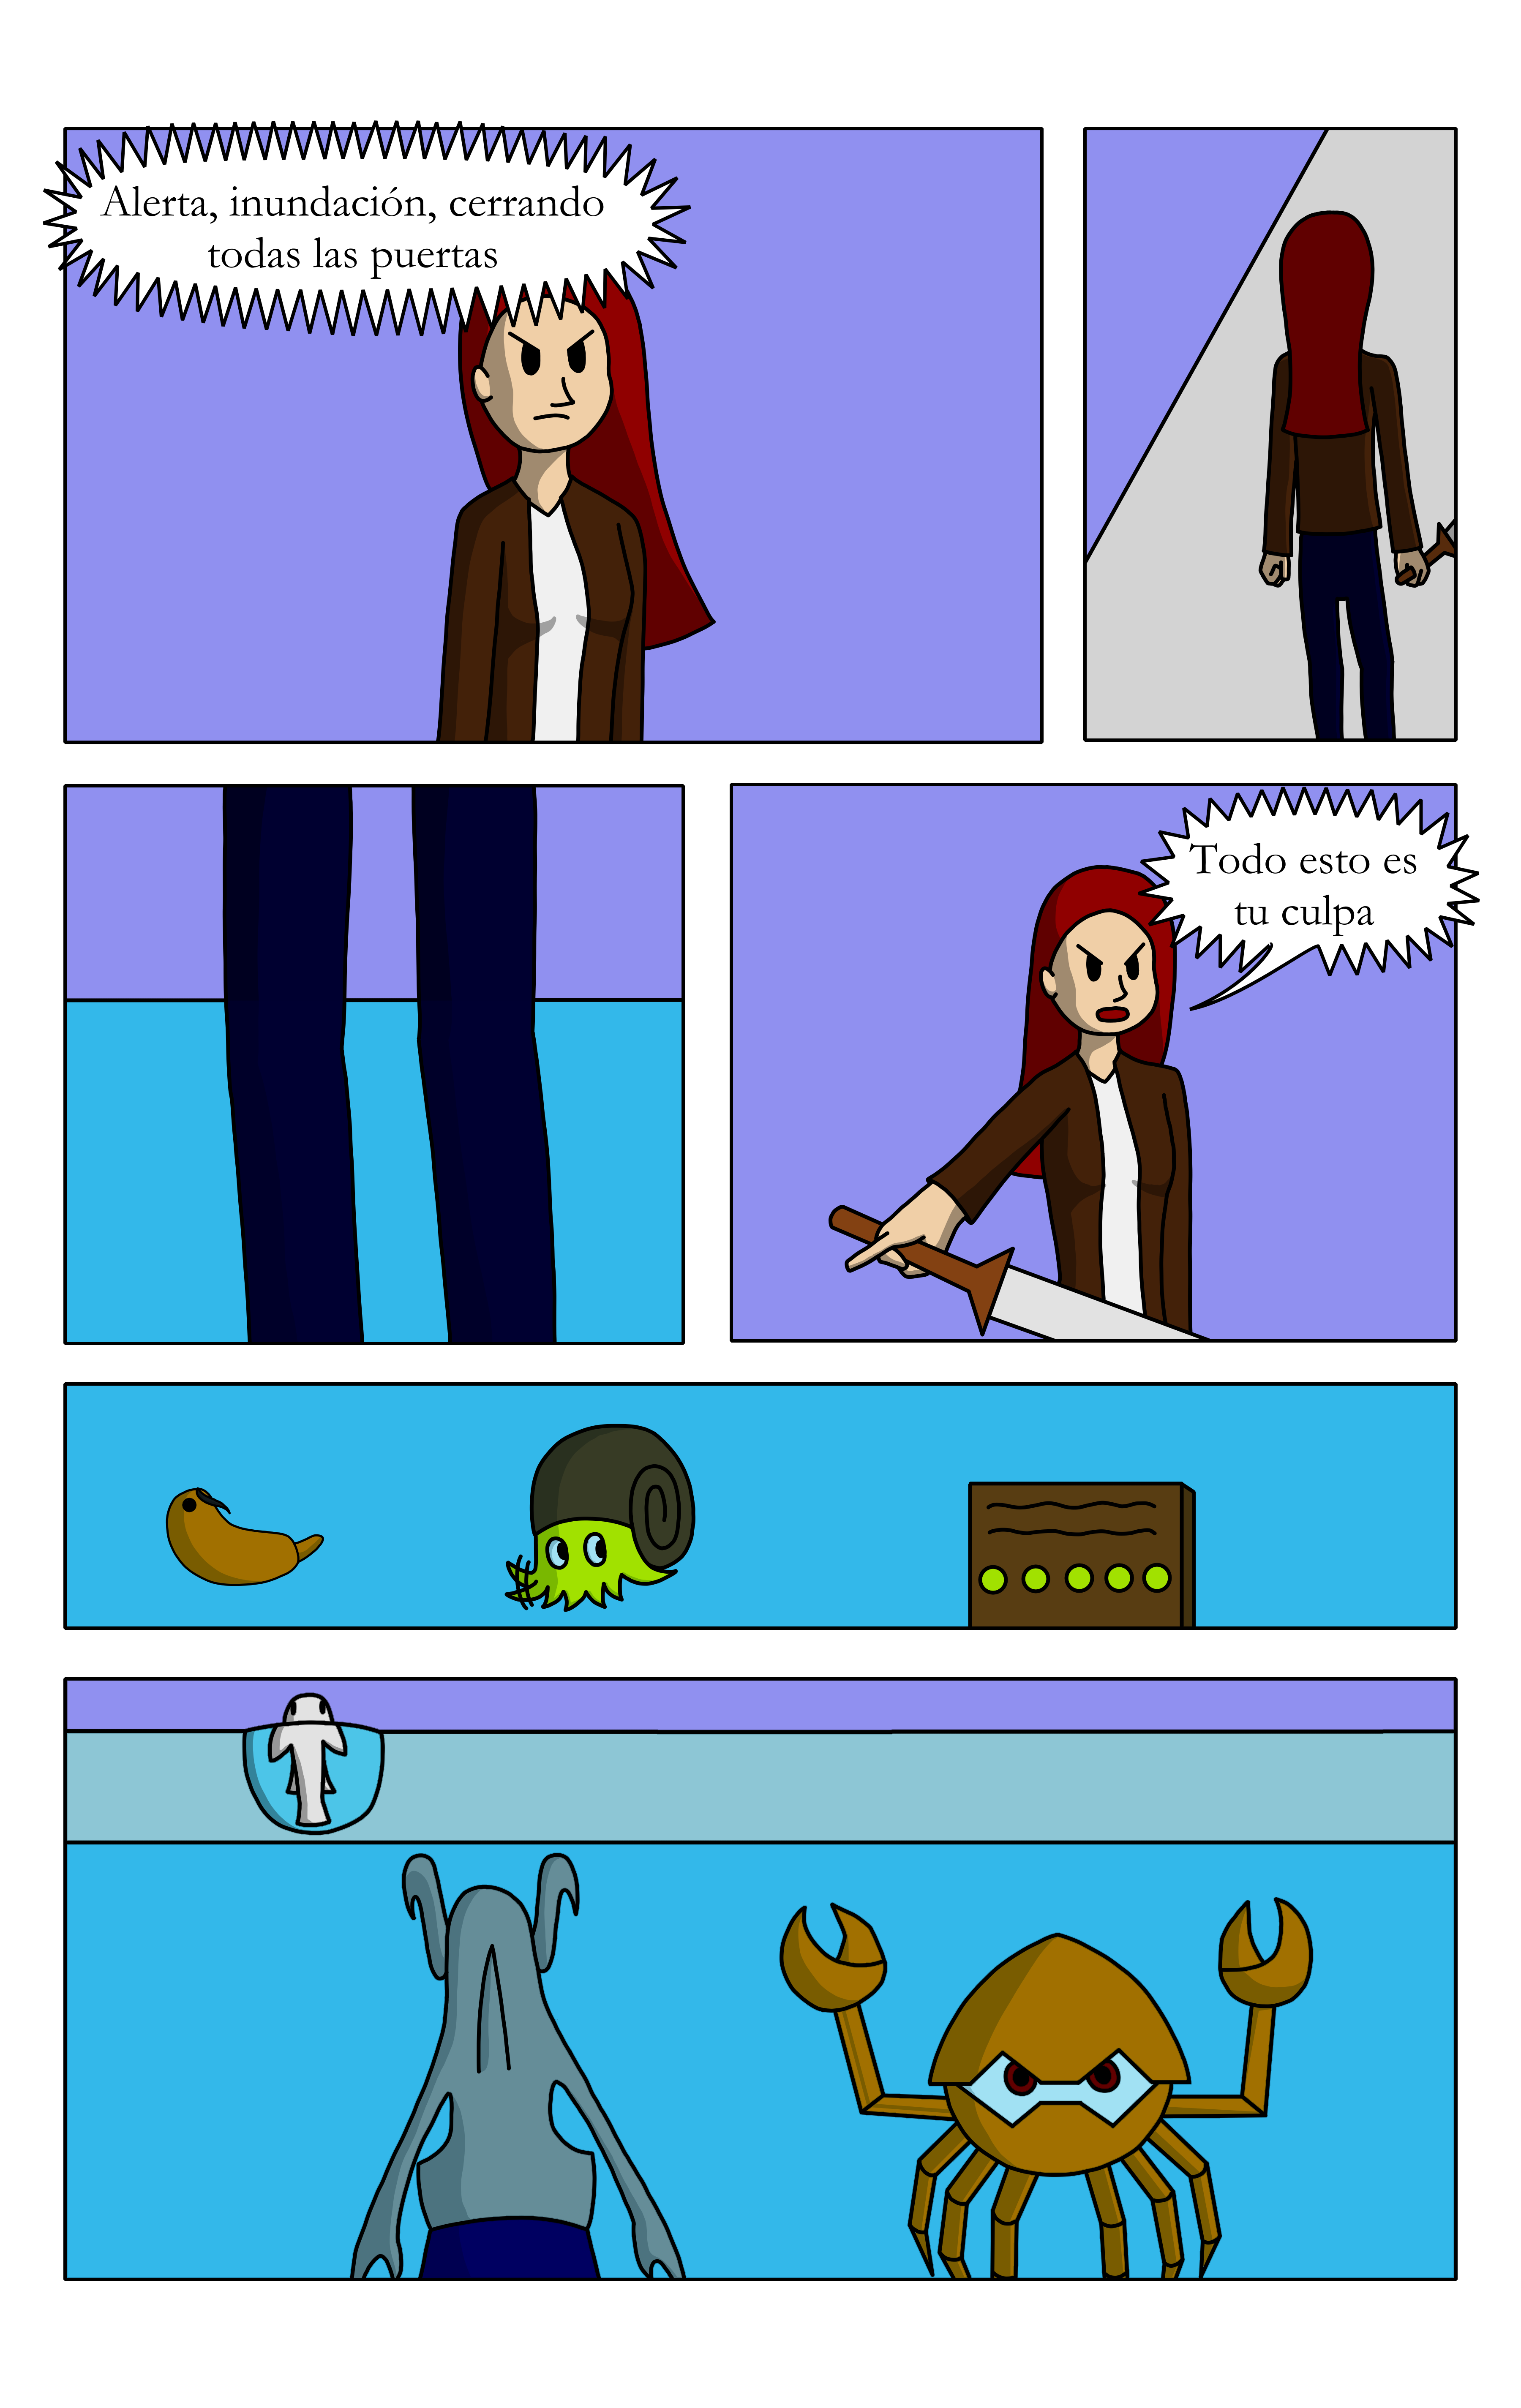 Alerta, inundación, cerrando
todas las puertas
Todo esto es
tu culpa